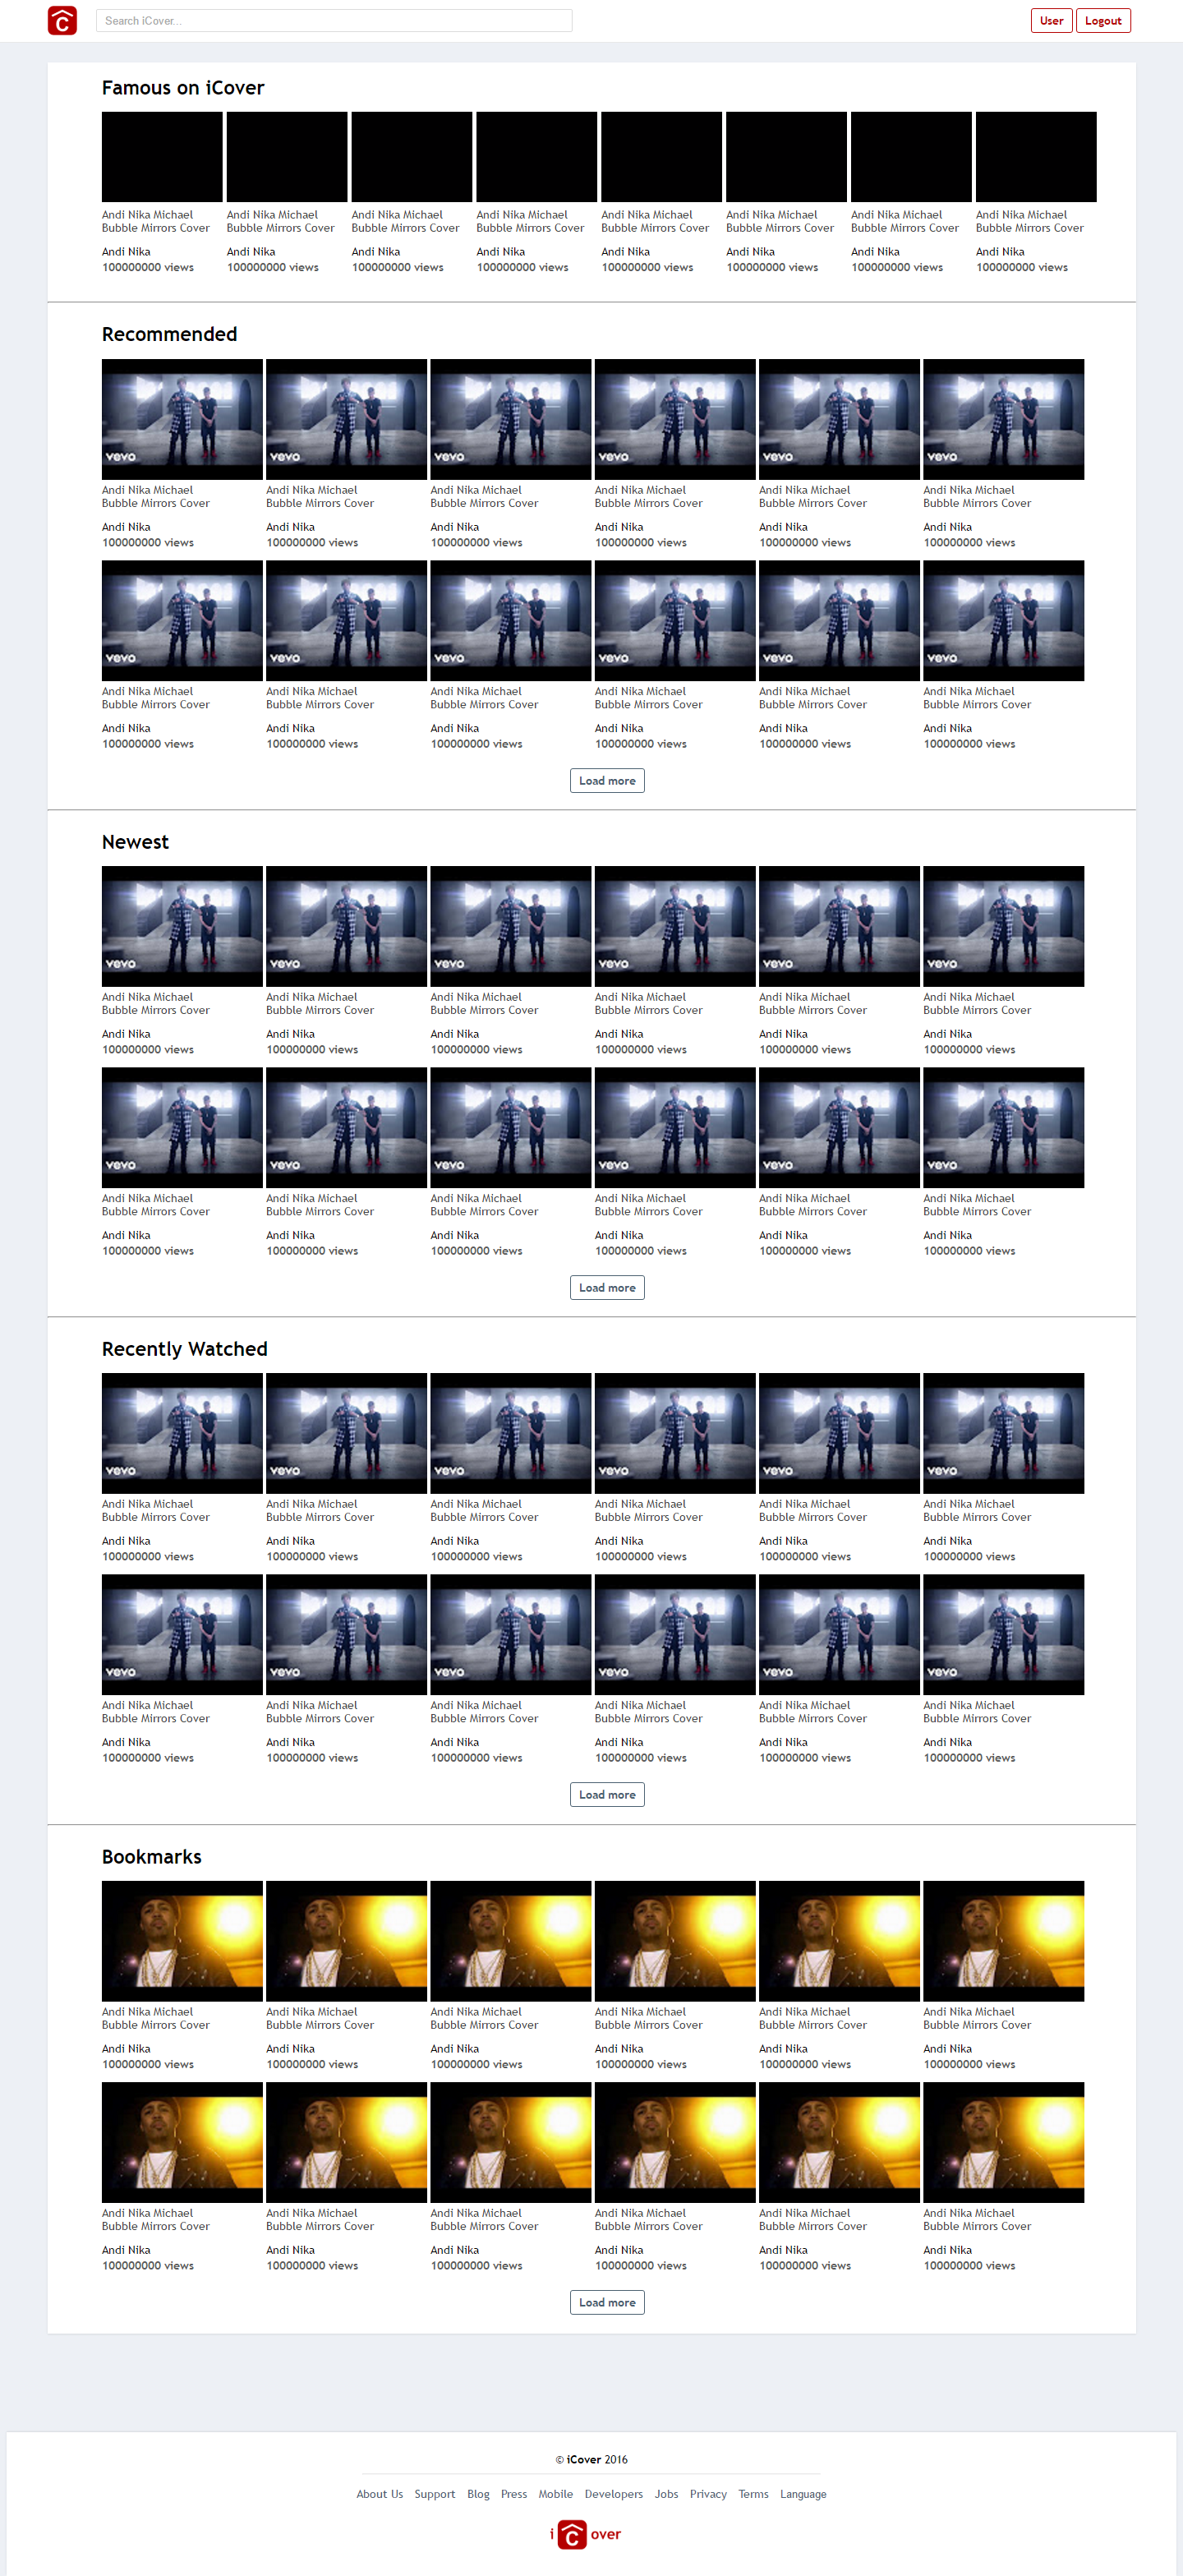 C
Search iCover...
User Logout
Famous on iCover
Andi Nika Michael Andi Nika Michael Andi Nika Michael Andi Nika Michael Andi Nika Michael Andi Nika Michael Andi Nika Michael Andi Nika Michael
Bubble Mirrors Cover Bubble Mirrors Cover Bubble Mirrors Cover Bubble Mirrors Cover Bubble Mirrors Cover Bubble Mirrors Cover Bubble Mirrors Cover Bubble Mirrors Cover
Andi Nika Andi Nika Andi Nika Andi Nika Andi Nika Andi Nika Andi Nika Andi Nika
100000000 views 100000000 views 100000000 views 100000000 views 100000000 views 100000000 views 100000000 views 100000000 views
Recommended
vevo vevo vevo vevo vevo vevo
Andi Nika Michael Andi Nika Michael Andi Nika Michael Andi Nika Michael Andi Nika Michael Andi Nika Michael
Bubble Mirrors Cover Bubble Mirrors Cover Bubble Mirrors Cover Bubble Mirrors Cover Bubble Mirrors Cover Bubble Mirrors Cover
Andi Nika Andi Nika Andi Nika Andi Nika Andi Nika Andi Nika
100000000 views 100000000 views 100000000 views 100000000 views 100000000 views 100000000 views
vevo vevo vevo vevo vevo vevo
Andi Nika Michael Andi Nika Michael Andi Nika Michael Andi Nika Michael Andi Nika Michael Andi Nika Michael
Bubble Mirrors Cover Bubble Mirrors Cover Bubble Mirrors Cover Bubble Mirrors Cover Bubble Mirrors Cover Bubble Mirrors Cover
Andi Nika Andi Nika Andi Nika Andi Nika Andi Nika Andi Nika
100000000 views 100000000 views 100000000 views 100000000 views 100000000 views 100000000 views
Load more
Newest
vevo vevo vevo vevo vevo vevo
Andi Nika Michael Andi Nika Michael Andi Nika Michael Andi Nika Michael Andi Nika Michael Andi Nika Michael
Bubble Mirrors Cover Bubble Mirrors Cover Bubble Mirrors Cover Bubble Mirrors Cover Bubble Mirrors Cover Bubble Mirrors Cover
Andi Nika Andi Nika Andi Nika Andi Nika Andi Nika Andi Nika
100000000 views 100000000 views 100000000 views 100000000 views 100000000 views 100000000 views
vevo vevo vevo vevo vevo vevo
Andi Nika Michael Andi Nika Michael Andi Nika Michael Andi Nika Michael Andi Nika Michael Andi Nika Michael
Bubble Mirrors Cover Bubble Mirrors Cover Bubble Mirrors Cover Bubble Mirrors Cover Bubble Mirrors Cover Bubble Mirrors Cover
Andi Nika Andi Nika Andi Nika Andi Nika Andi Nika Andi Nika
100000000 views 100000000 views 100000000 views 100000000 views 100000000 views 100000000 views
Load more
Recently Watched
vevo vevo vevo vevo vevo vevo
Andi Nika Michael Andi Nika Michael Andi Nika Michael Andi Nika Michael Andi Nika Michael Andi Nika Michael
Bubble Mirrors Cover Bubble Mirrors Cover Bubble Mirrors Cover Bubble Mirrors Cover Bubble Mirrors Cover Bubble Mirrors Cover
Andi Nika Andi Nika Andi Nika Andi Nika Andi Nika Andi Nika
100000000 views 100000000 views 100000000 views 100000000 views 100000000 views 100000000 views
vevo vevo vevo vevo vevo vevo
Andi Nika Michael Andi Nika Michael Andi Nika Michael Andi Nika Michael Andi Nika Michael Andi Nika Michael
Bubble Mirrors Cover Bubble Mirrors Cover Bubble Mirrors Cover Bubble Mirrors Cover Bubble Mirrors Cover Bubble Mirrors Cover
Andi Nika Andi Nika Andi Nika Andi Nika Andi Nika Andi Nika
100000000 views 100000000 views 100000000 views 100000000 views 100000000 views 100000000 views
Load more
Bookmarks
Andi Nika Michael Andi Nika Michael Andi Nika Michael Andi Nika Michael Andi Nika Michael Andi Nika Michael
Bubble Mirrors Cover Bubble Mirrors Cover Bubble Mirrors Cover Bubble Mirrors Cover Bubble Mirrors Cover Bubble Mirrors Cover
Andi Nika Andi Nika Andi Nika Andi Nika Andi Nika Andi Nika
100000000 views 100000000 views 100000000 views 100000000 views 100000000 views 100000000 views
Andi Nika Michael Andi Nika Michael Andi Nika Michael Andi Nika Michael Andi Nika Michael Andi Nika Michael
Bubble Mirrors Cover Bubble Mirrors Cover Bubble Mirrors Cover Bubble Mirrors Cover Bubble Mirrors Cover Bubble Mirrors Cover
Andi Nika Andi Nika Andi Nika Andi Nika Andi Nika Andi Nika
100000000 views 100000000 views 100000000 views 100000000 views 100000000 views 100000000 views
Load more
© iCover 2016
About Us Support Blog Press Mobile Developers Jobs Privacy Terms Language
i C over